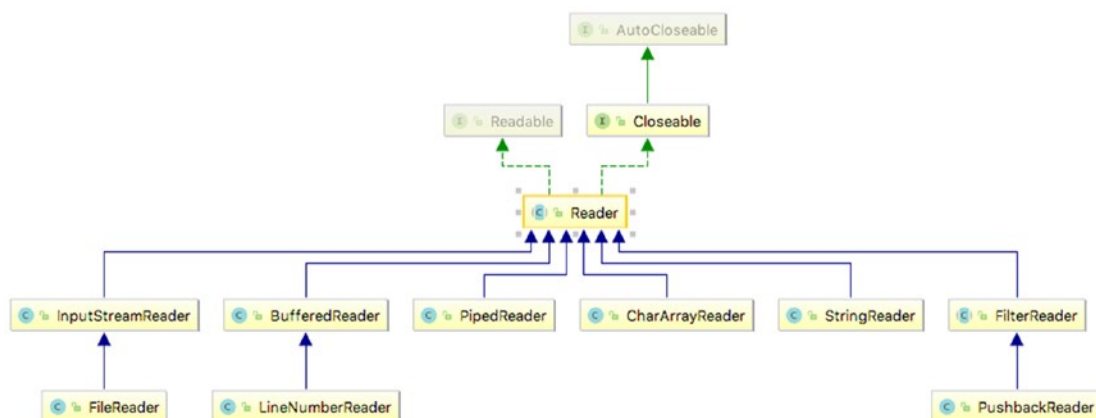 I AutoCloseable
I Readable
I Closeable
C Reader
C InputStreamReader
C BufferedReader
C PipedReader
C CharArrayReader
C StringReader
C FilterReader
C FileReader
C LineNumberReader
C PushbackReader